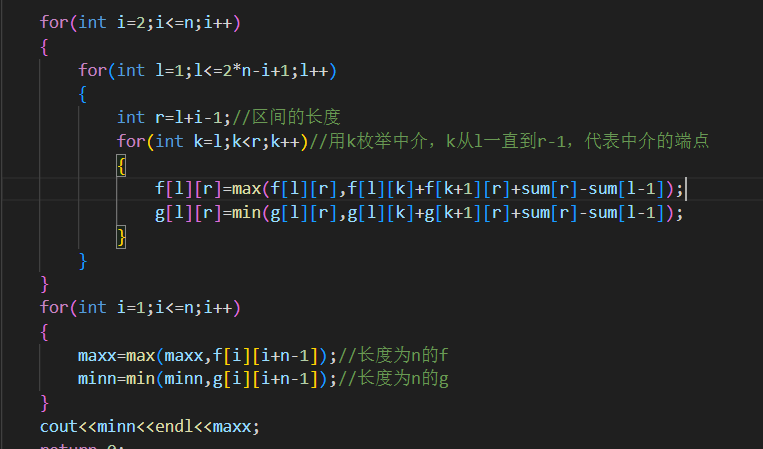 for(int i=2;i<=n;i++)
{
for(int l=1;l<=2*n-i+1;l++)
{
int r=l+i-1;//区间的长度
for(int k=l;k<r;k++)//用k枚举中介，k从l一直到r-1，代表中介的端点
{
f[l][r]=max(f[l][r],f[l][k]+f[k+1][r]+sum[r]-sum[l-1]);
g[l][r]=min(g[l][r],g[l][k]+g[k+1][r]+sum[r]-sum[l-1]);
}
}
}
for(int i=1;i<=n;i++)
{
maxx=max(maxx,f[i][i+n-1]);//长度为n的f
minn=min(minn,g[i][i+n-1]);//长度为n的g
}
cout<<minn<<endl<<maxx;
return 0;